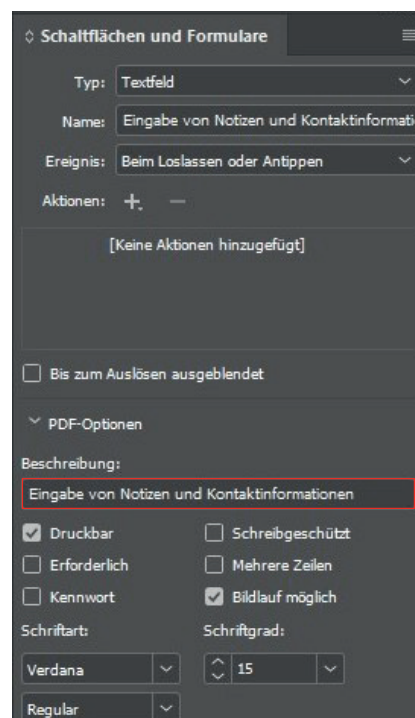 Schaltflächen und Formulare
Typ: Textfeld
Name: Eingabe von Notizen und Kontaktinformati
Ereignis: Beim Loslassen oder Antippen
Aktionen:
[Keine Aktionen hinzugefügt]
Bis zum Auslösen ausgeblendet
PDF-Optionen
Beschreibung:
Eingabe von Notizen und Kontaktinformationen
Druckbar Schreibgeschützt
Erforderlich Mehrere Zeilen
Kennwort Bildlauf möglich
Schriftart: Schriftgrad:
Verdana 15
Regular